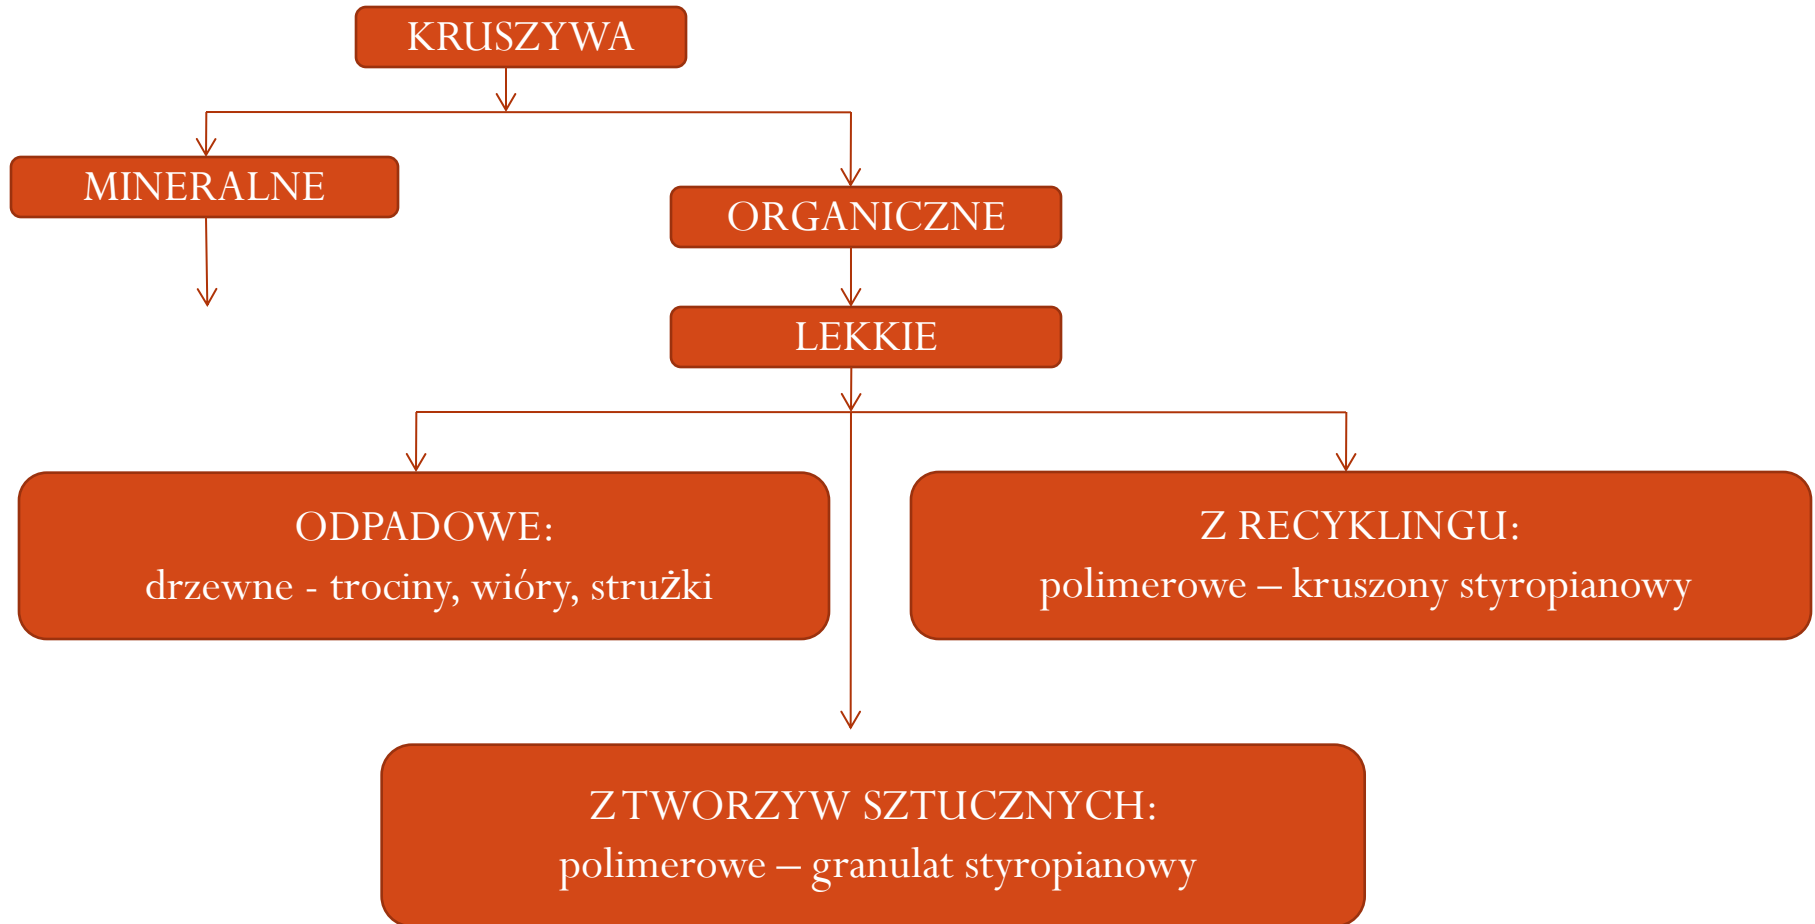 KRUSZYWA
MINERALNE
ORGANICZNE
LEKKIE
ODPADOWE:
drzewne - trociny, wióry, strużki
Z RECYKLINGU:
polimerowe – kruszony styropianowy
Z TWORZYW SZTUCZNYCH:
polimerowe – granulat styropianowy